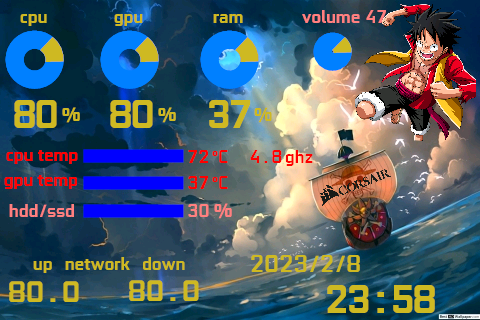 cpu gpu ram volume 47
80 % 80 % 37 %
cpu temp 72 °C 4.8ghz
gpu temp 37 °C
CORSAIR
hdd/ssd 30 %
up network down 2023/2/8
80.0 80.0 23:58